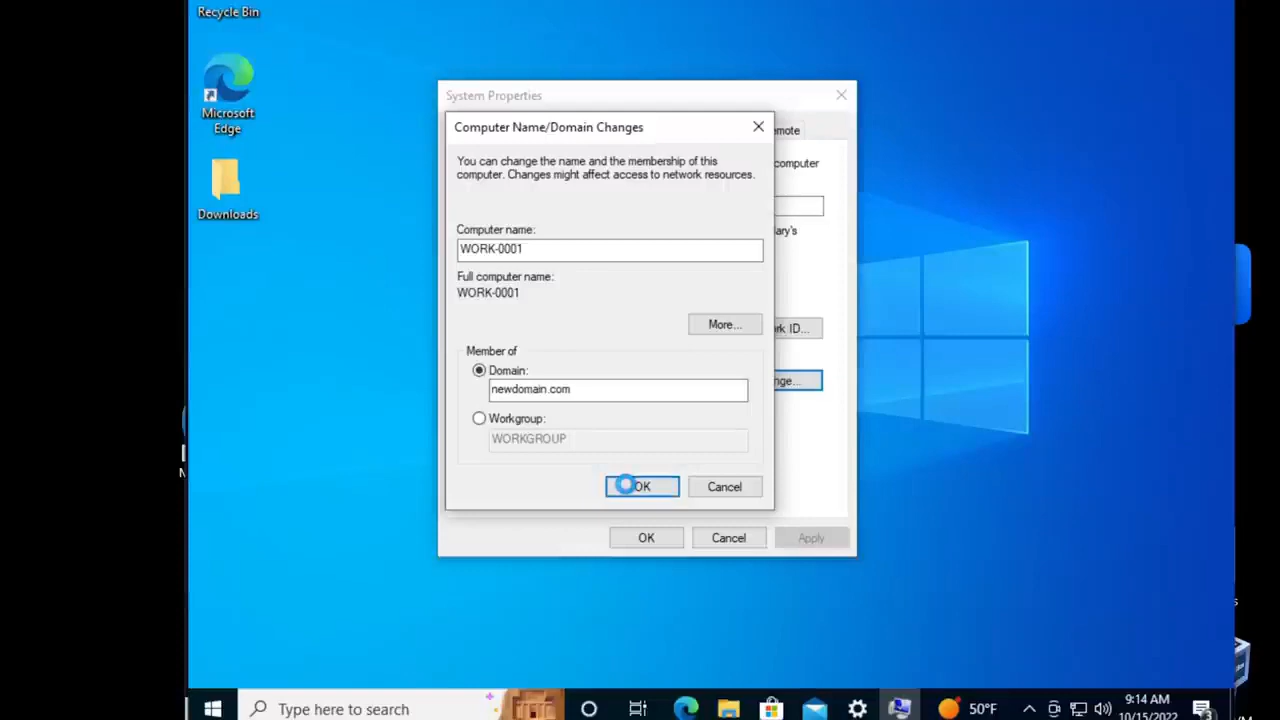 Recycle Bin
Microsoft
Edge
Downloads
System Properties
Computer Name/Domain Changes
emote
You can change the name and the membership of this
computer. Changes might affect access to network resources.
computer
Computer name:
ary's
WORK-0001
Full computer name:
WORK-0001
More...
rk ID...
Member of
Domain:
newdomain.com
nge...
Workgroup:
WORKGROUP
OK
Cancel
OK
Cancel
Apply
Type here to search
50°F
9:14 AM
10/15/2022
3